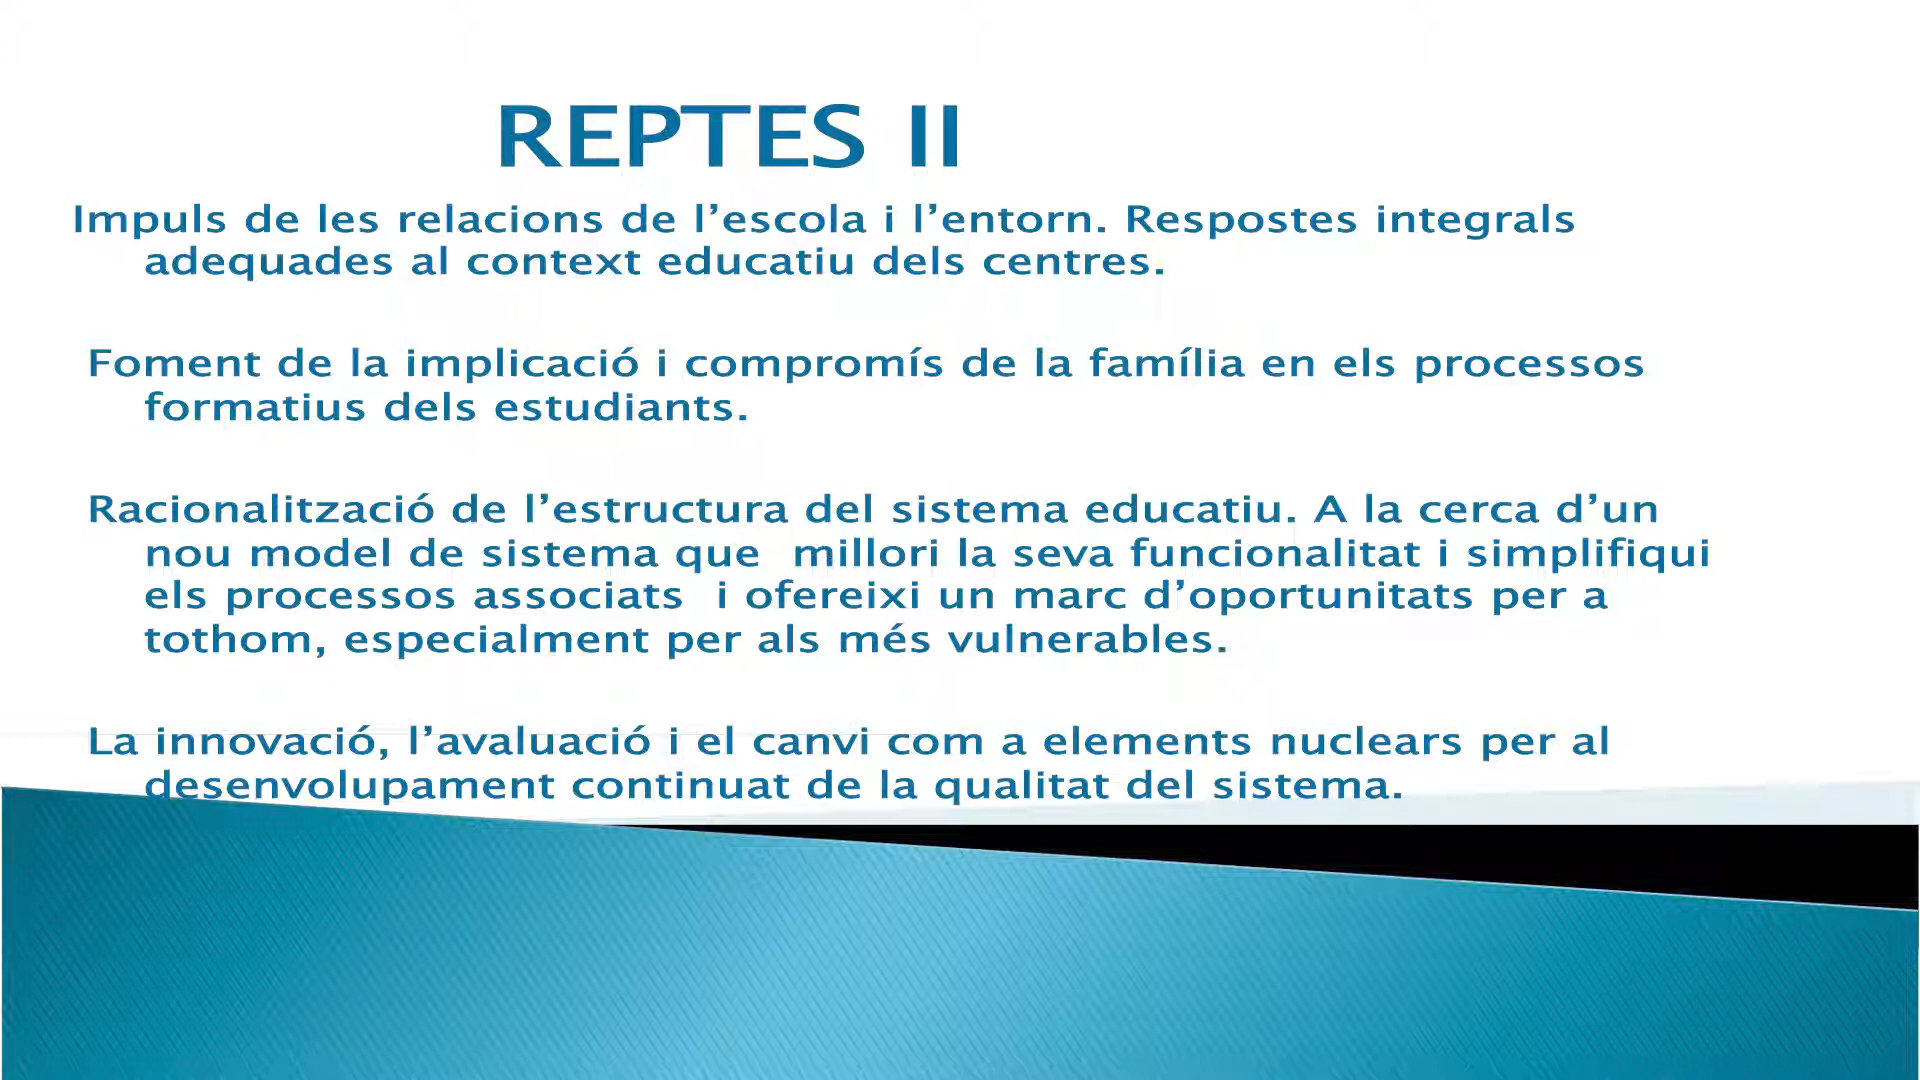 REPTES II
Impuls de les relacions de l’escola i l’entorn. Respostes integrals
adequades al context educatiu dels centres.
Foment de la implicació i compromís de la família en els processos
formatius dels estudiants.
Racionalització de l’estructura del sistema educatiu. A la cerca d’un
nou model de sistema que  millori la seva funcionalitat i simplifiqui
els processos associats  i ofereixi un marc d’oportunitats per a
tothom, especialment per als més vulnerables.
La innovació, l’avaluació i el canvi com a elements nuclears per al
desenvolupament continuat de la qualitat del sistema.